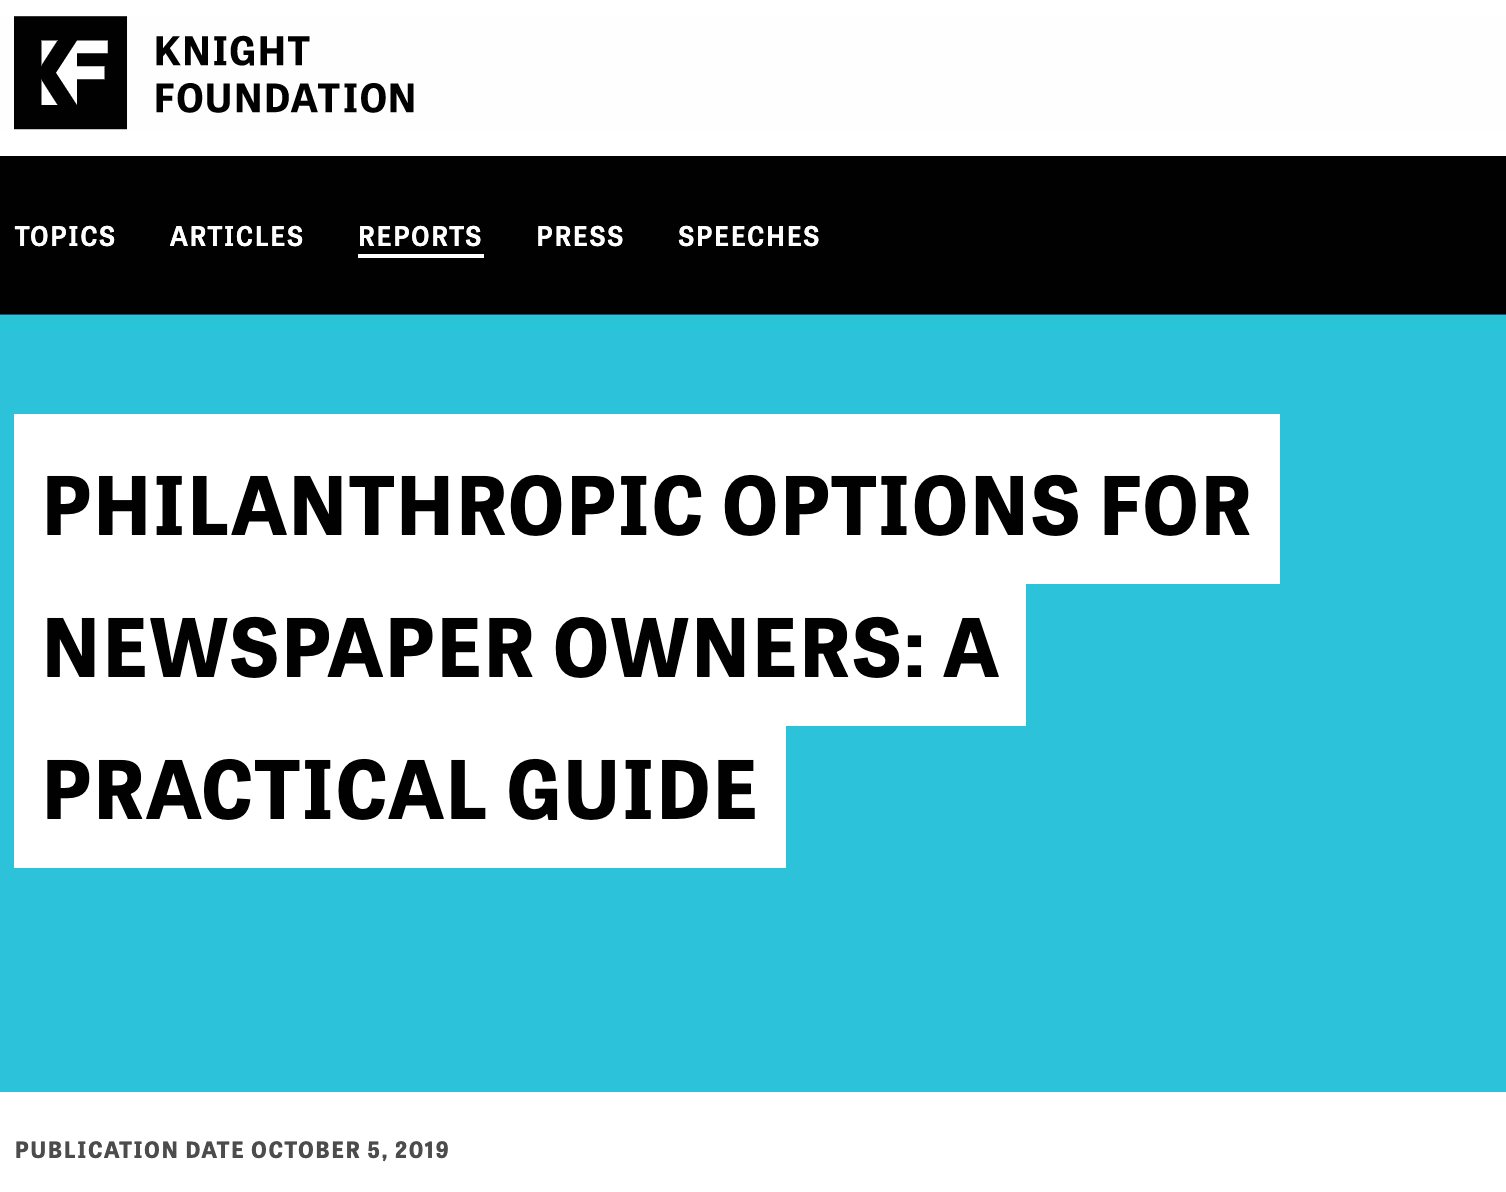 KF
KNIGHT
FOUNDATION
TOPICS ARTICLES REPORTS PRESS SPEECHES
PHILANTHROPIC OPTIONS FOR
NEWSPAPER OWNERS: A
PRACTICAL GUIDE
PUBLICATION DATE OCTOBER 5, 2019